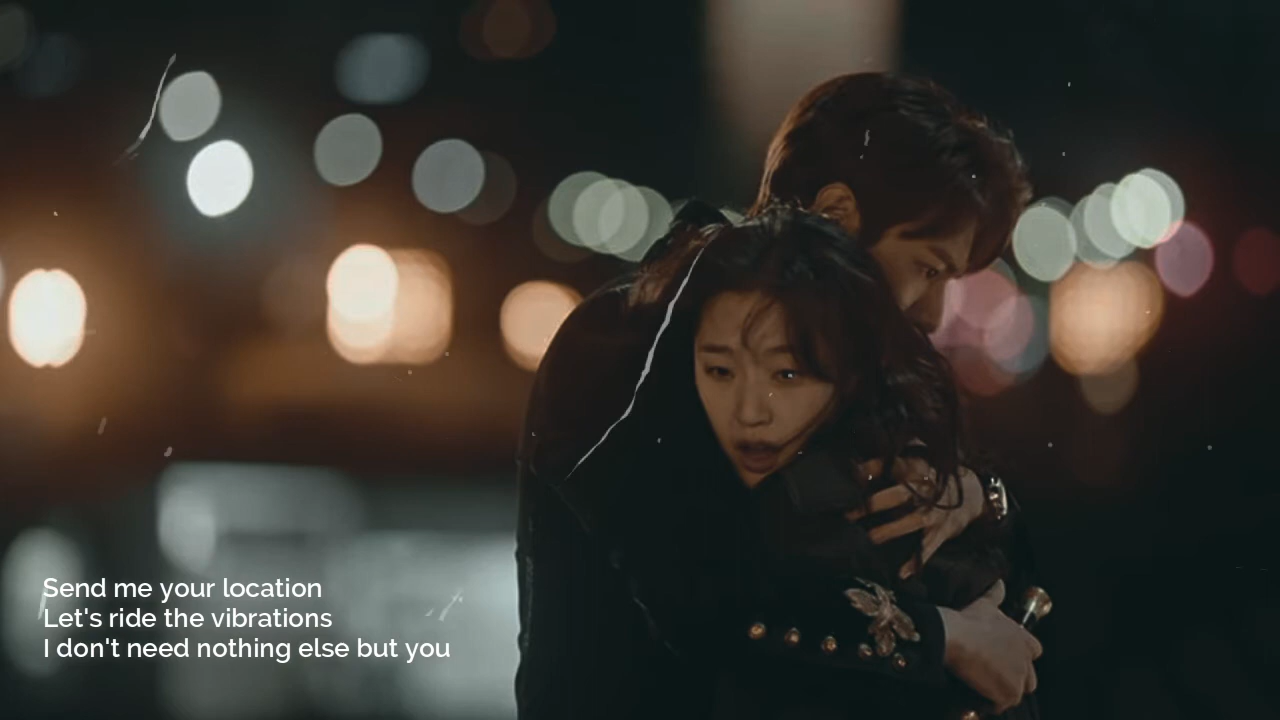 Send me your location
Let's ride the vibrations
I don't need nothing else but you